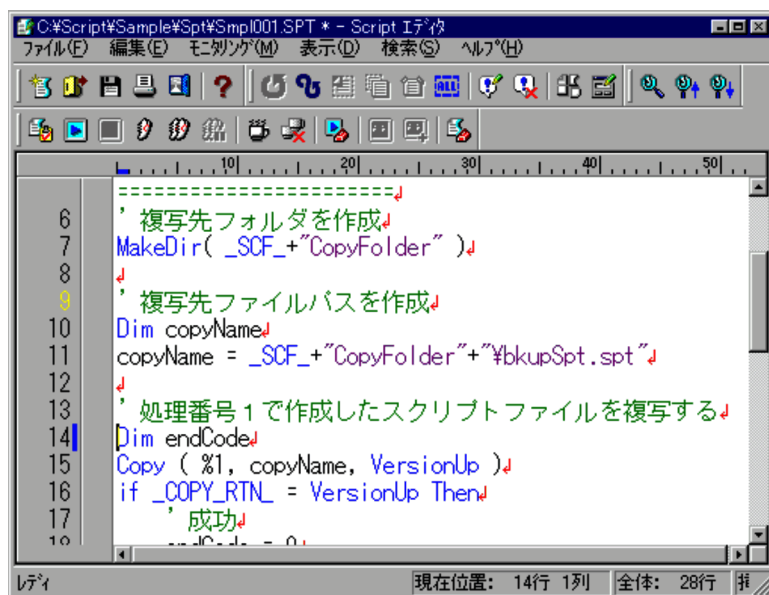 C:¥Script¥Sample¥Spt¥Smpl001.SPT * - Script ｴﾃﾞｨﾀ
ﾌｧｲﾙ(F) 編集(E) ﾓﾆﾀﾘﾝｸﾞ(M) 表示(D) 検索(S) ﾍﾙﾌﾟ(H)
ALL
10 20 30 40 50
=======================
6 ' 複写先フォルダを作成
7 MakeDir( _SCF_+"CopyFolder" )
8
9 ' 複写先ファイルパスを作成
10 Dim copyName
11 copyName = _SCF_+"CopyFolder"+"¥bkupSpt.spt"
12
13 ' 処理番号１で作成したスクリプトファイルを複写する
14 Dim endCode
15 Copy ( %1, copyName, VersionUp )
16 if _COPY_RTN_ = VersionUp Then
17 ' 成功
18 endCode = 0
ﾚﾃﾞｨ 現在位置: 14行 1列 全体: 28行